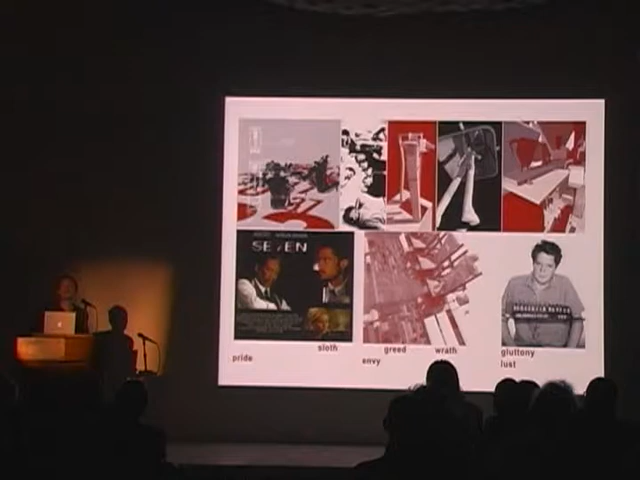 SE7EN
sloth
greed
wrath
gluttony
pride
envy
lust